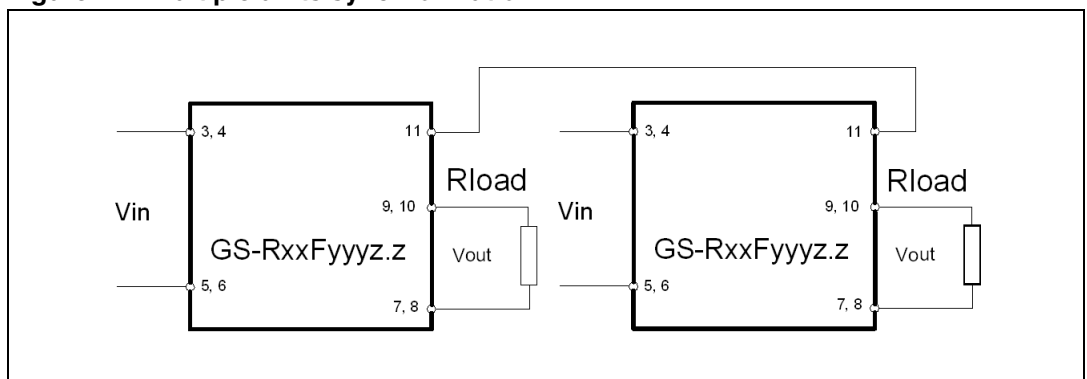 3, 4
11
Rload
Vin
9, 10
GS-RxxFyyyz.z
Vout
5, 6
7, 8
3, 4
11
Rload
Vin
9, 10
GS-RxxFyyyz.z
Vout
5, 6
7, 8